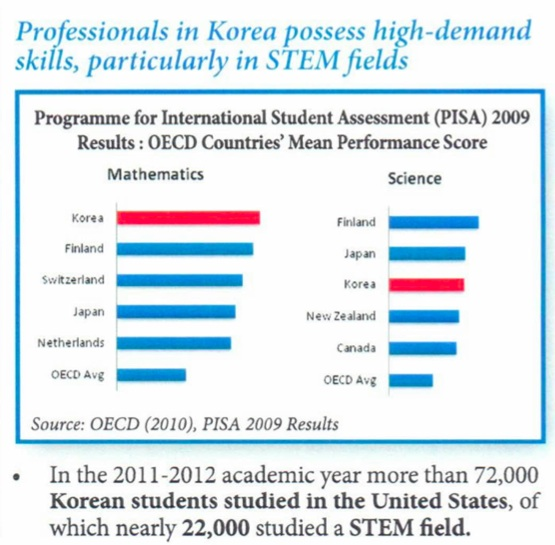 Professionals in Korea possess high-demand
skills, particularly in STEM fields
Programme for International Student Assessment (PISA) 2009
Results : OECD Countries' Mean Performance Score
Mathematics
Korea
Finland
Switzerland
Japan
Netherlands
OECD Avg
Science
Finland
Japan
Korea
New Zealand
Canada
OECD Avg
Source: OECD (2010), PISA 2009 Results
• In the 2011-2012 academic year more than 72,000
Korean students studied in the United States, of
which nearly 22,000 studied a STEM field.